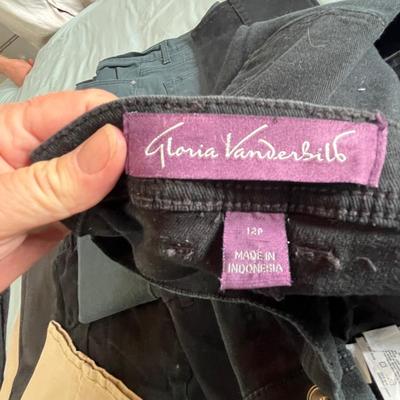 Gloria Vanderbilt
12P
MADE IN
INDONESIA